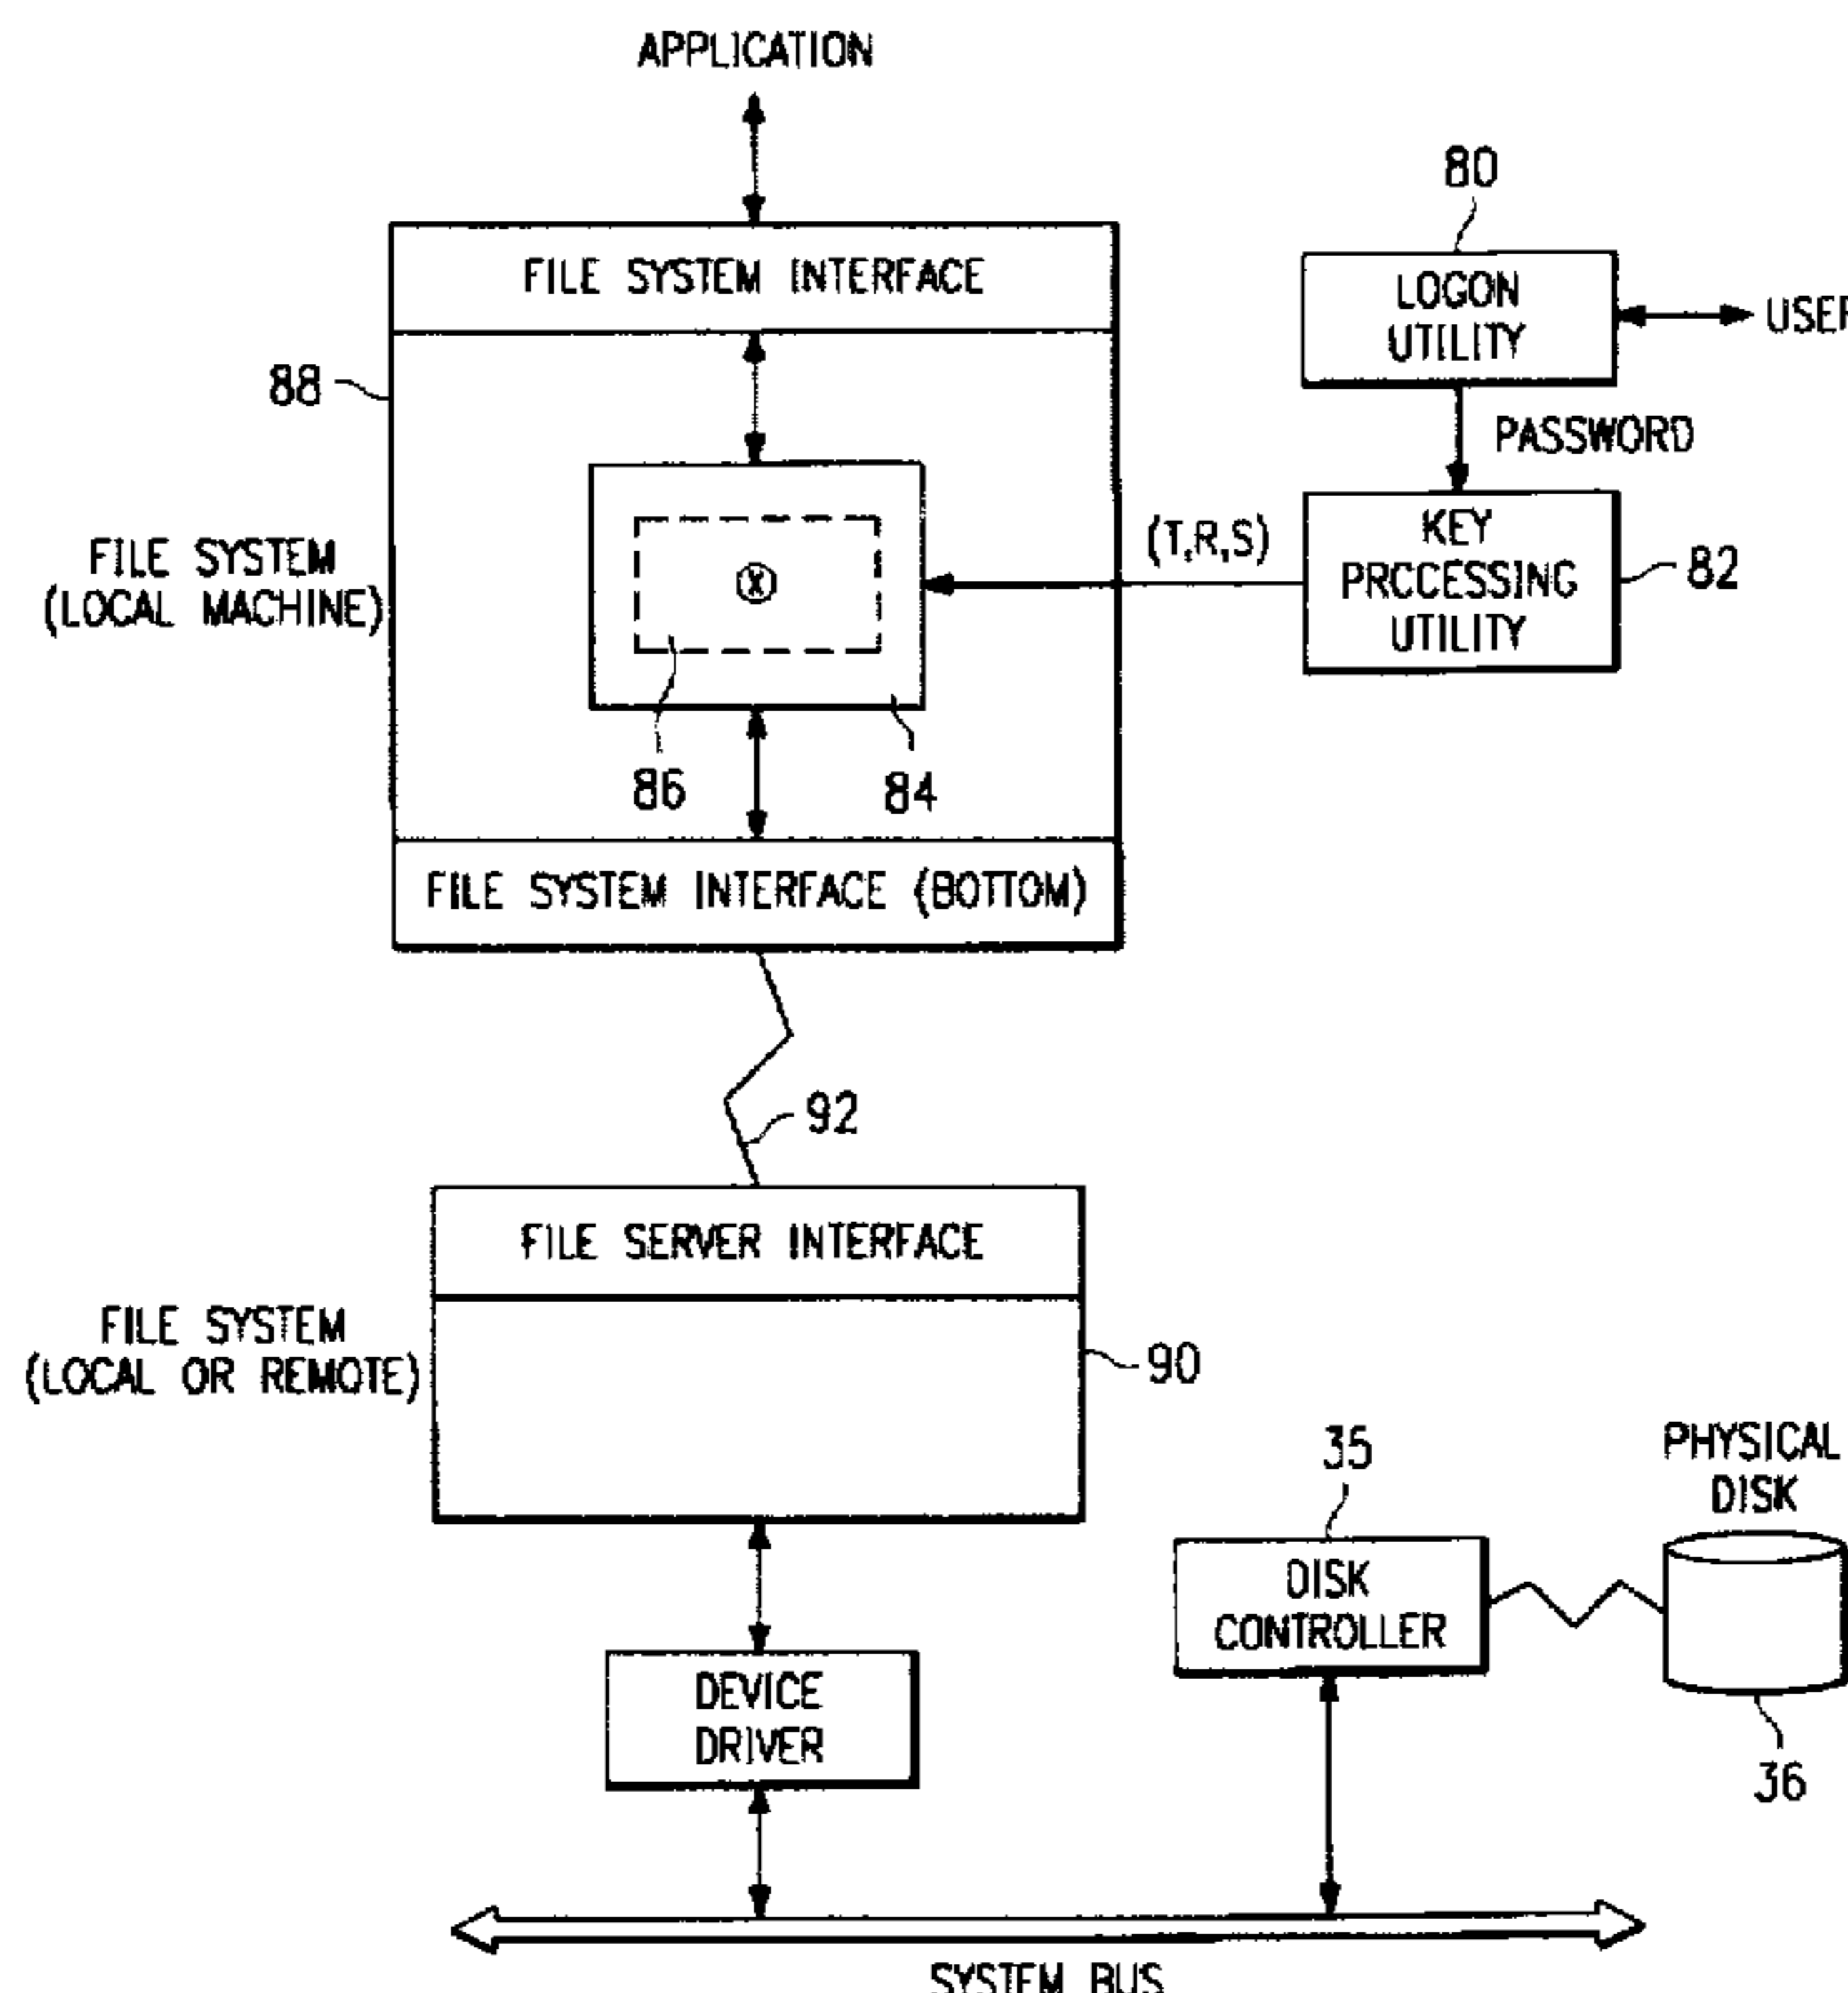 APPLICATION
80
FILE SYSTEM INTERFACE
LOGON
UTILITY
USER
88
PASSWORD
(T,R,S)
KEY
PRCCESSING
UTILITY
82
FILE SYSTEM
(LOCAL MACHINE)
X
86
84
FILE SYSTEM INTERFACE (BOTTOM)
92
FILE SERVER INTERFACE
FILE SYSTEM
(LOCAL OR REMOTE)
90
35
PHYSICAL
DISK
DISK
CONTROLLER
DEVICE
DRIVER
36
SYSTEM BUS